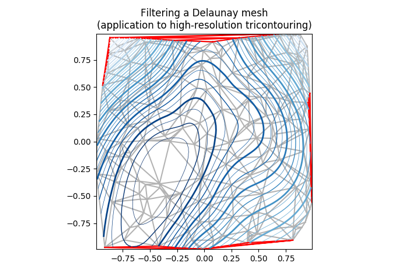 Filtering a Delaunay mesh
(application to high-resolution tricontouring)
0.75
0.50
0.25
0.00
−0.25
−0.50
−0.75
−0.75 −0.50 −0.25 0.00 0.25 0.50 0.75